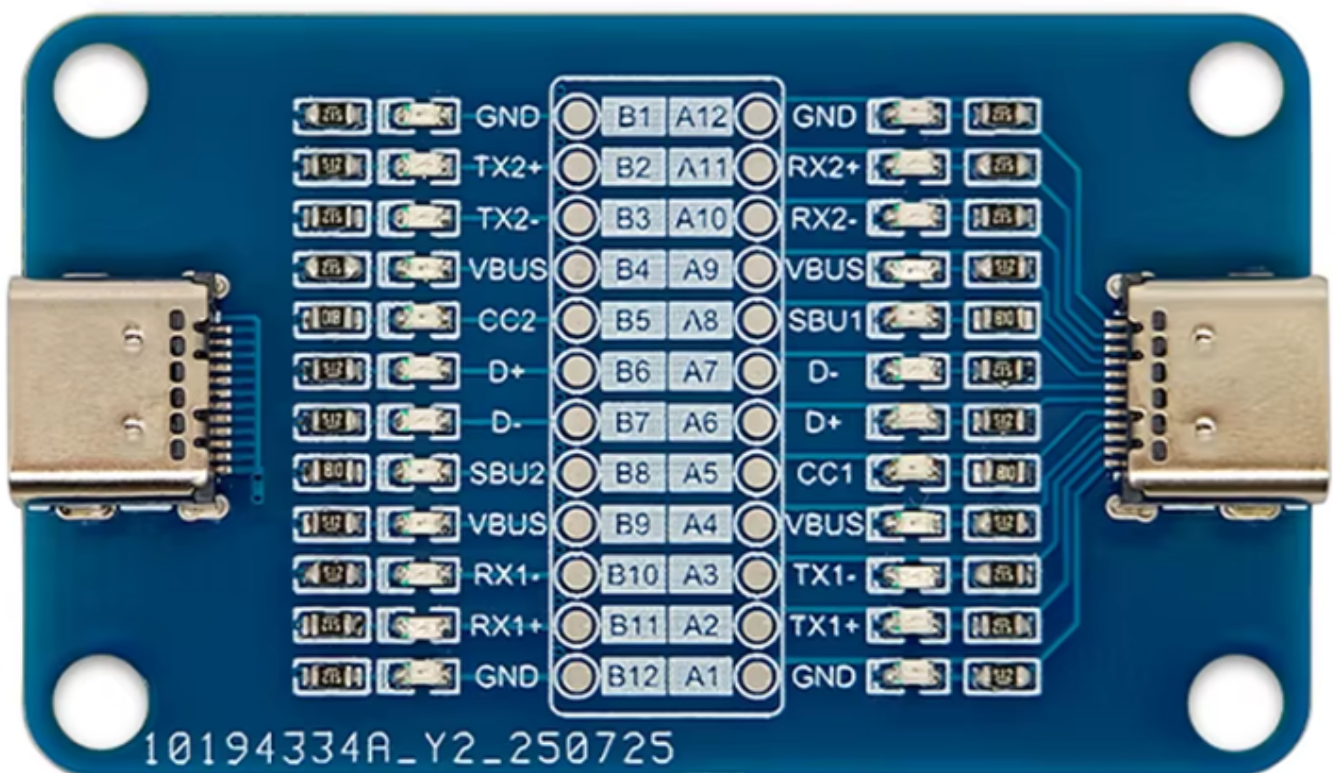 GND B1 A12 GND
TX2+ B2 A11 RX2+
TX2- B3 A10 RX2-
VBUS B4 A9 VBUS
CC2 B5 A8 SBU1
D+ B6 A7 D-
D- B7 A6 D+
SBU2 B8 A5 CC1
VBUS B9 A4 VBUS
RX1- B10 A3 TX1-
RX1+ B11 A2 TX1+
GND B12 A1 GND
10194334A_Y2_250725